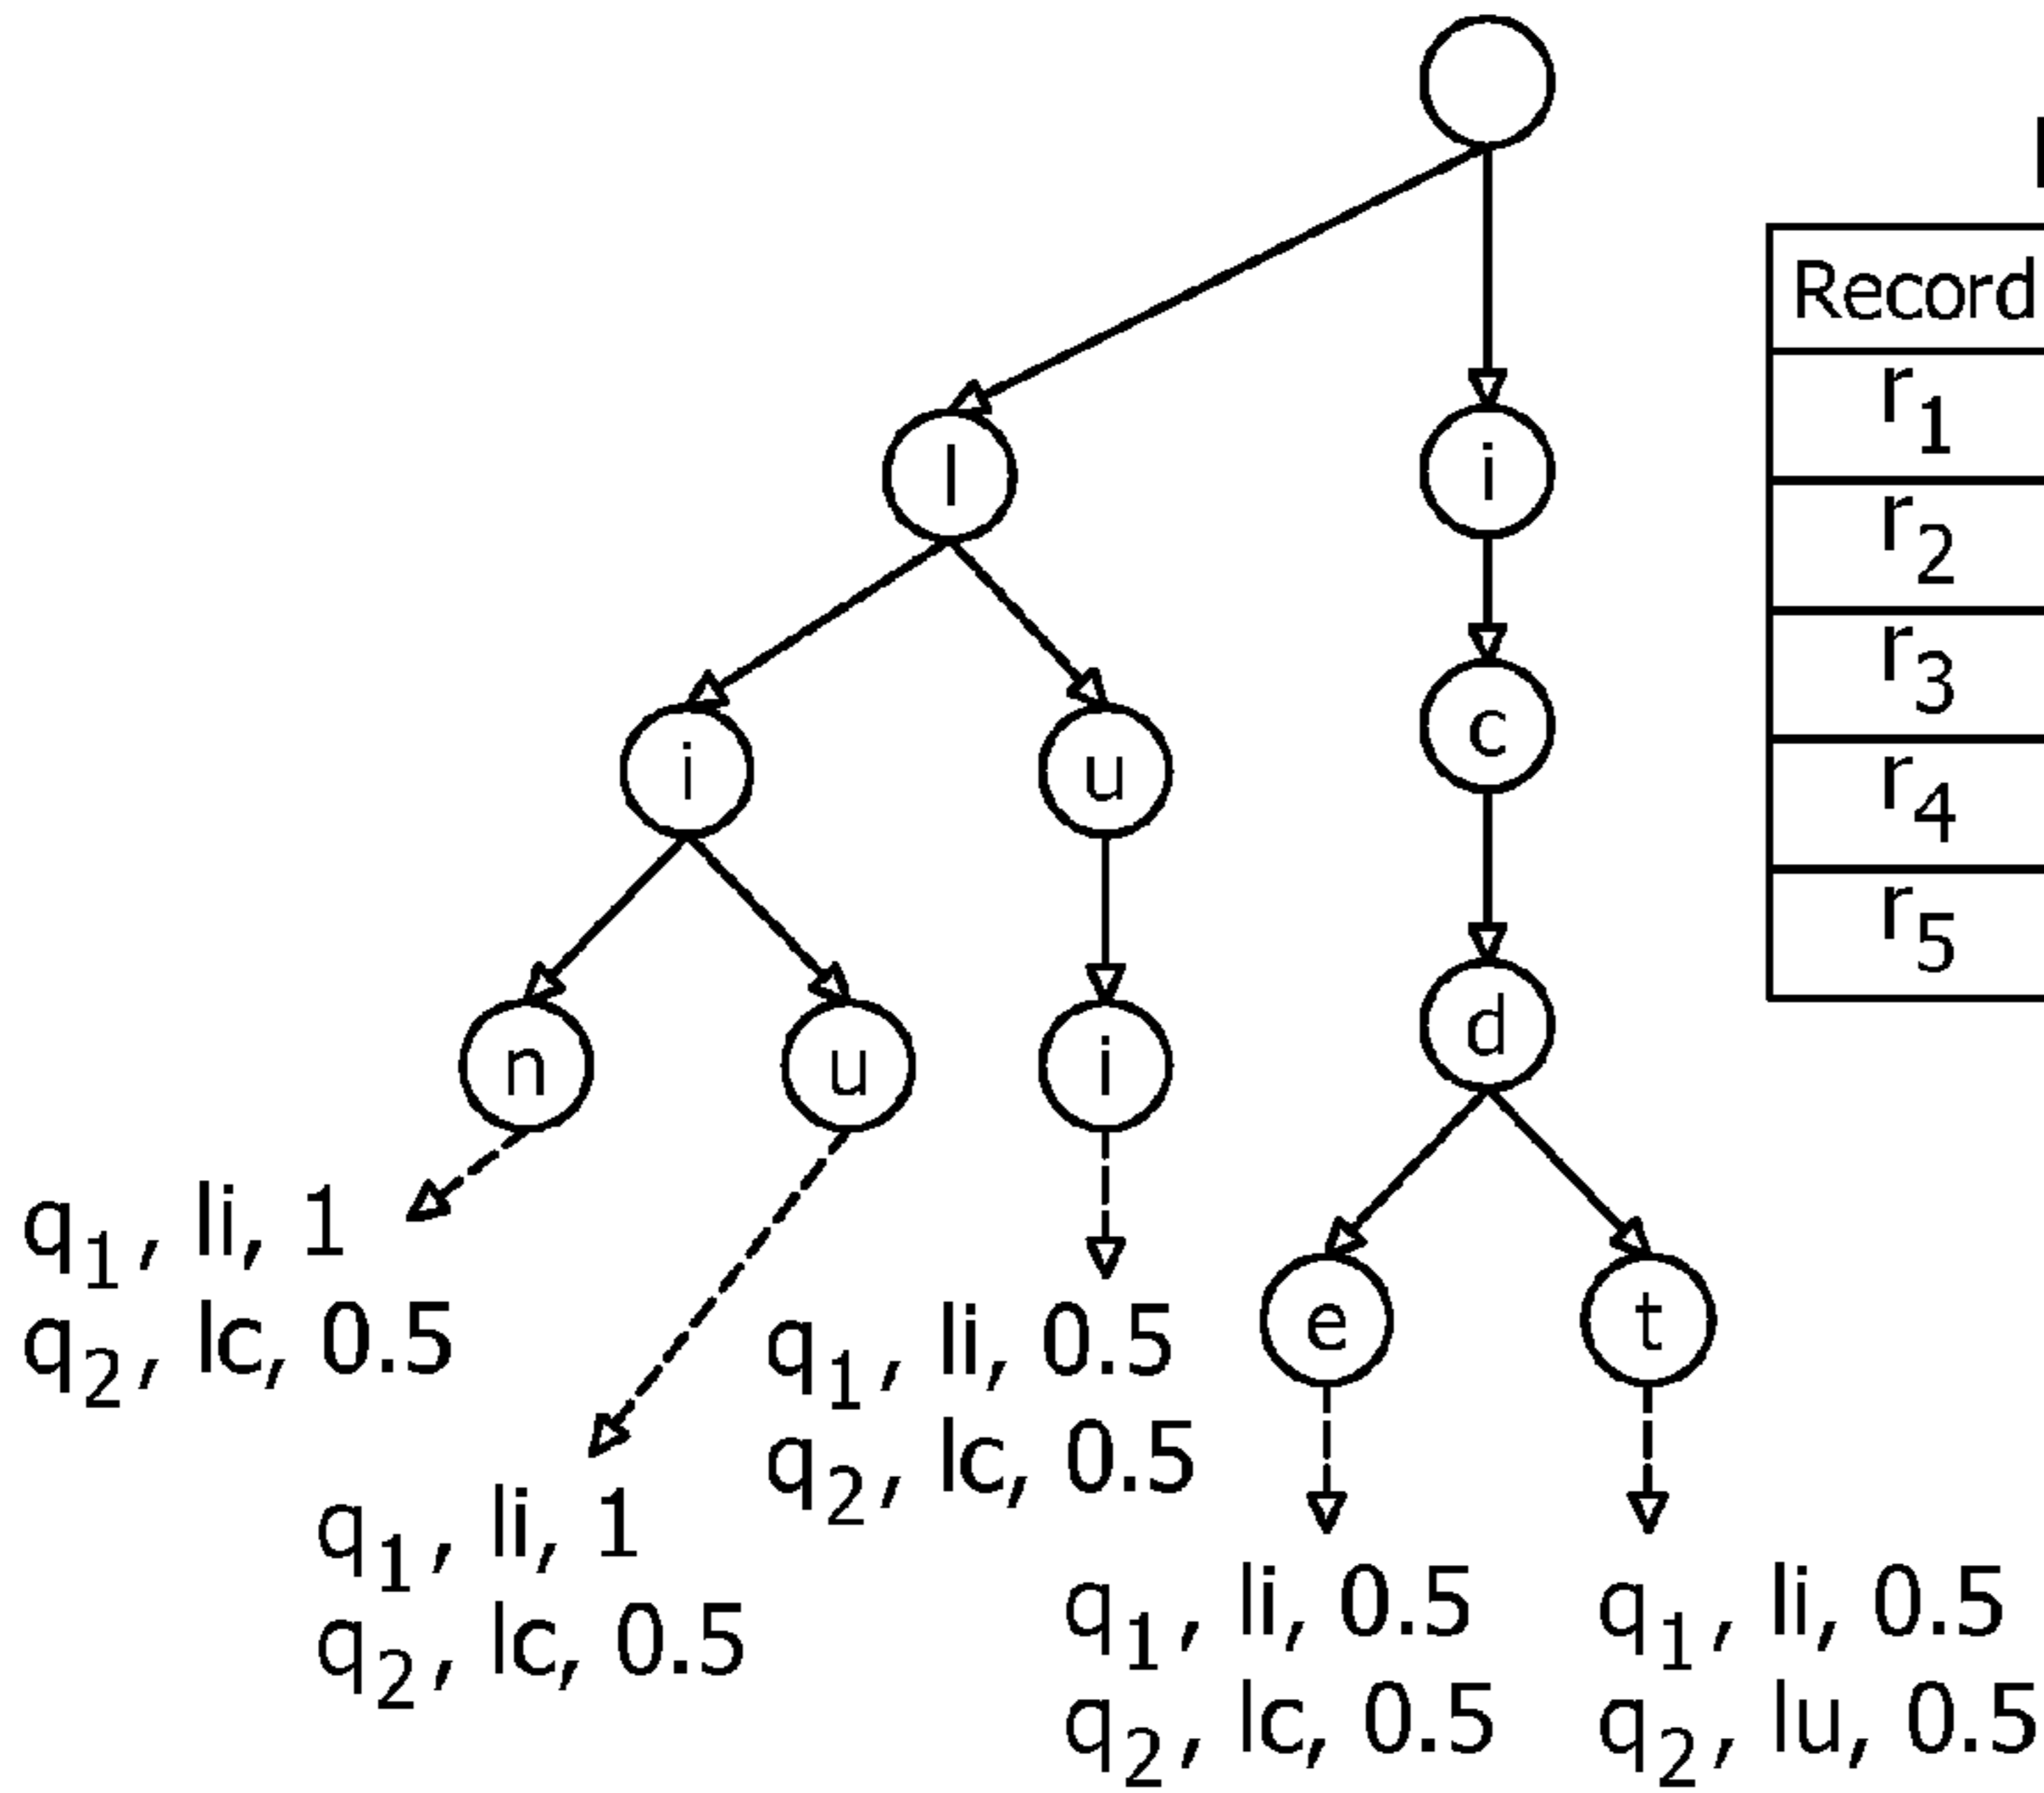 Record
l
i
r1
r2
i
u
c
r3
r4
n
u
i
d
r5
q1, li, 1
q2, lc, 0.5
e
t
q1, li, 0.5
q2, lc, 0.5
q1, li, 1
q2, lc, 0.5
q1, li, 0.5
q2, lc, 0.5
q1, li, 0.5
q2, lu, 0.5